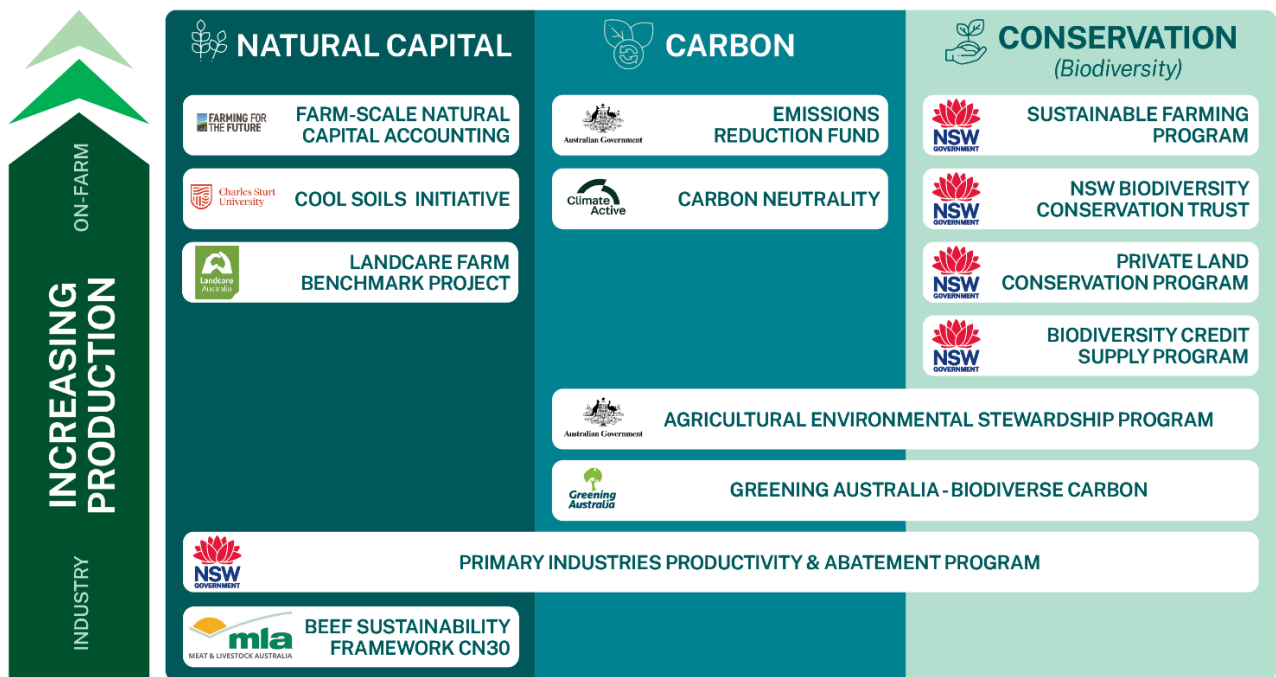 ON-FARM
INCREASING
PRODUCTION
INDUSTRY
NATURAL CAPITAL
FARMING FOR
THE FUTURE
FARM-SCALE NATURAL
CAPITAL ACCOUNTING
Charles Sturt
University
COOL SOILS INITIATIVE
Landcare
Australia
LANDCARE FARM
BENCHMARK PROJECT
CARBON
Australian Government
EMISSIONS
REDUCTION FUND
Climate
Active
CARBON NEUTRALITY
CONSERVATION
(Biodiversity)
NSW
GOVERNMENT
SUSTAINABLE FARMING
PROGRAM
NSW
GOVERNMENT
NSW BIODIVERSITY
CONSERVATION TRUST
NSW
GOVERNMENT
PRIVATE LAND
CONSERVATION PROGRAM
NSW
GOVERNMENT
BIODIVERSITY CREDIT
SUPPLY PROGRAM
Australian Government
AGRICULTURAL ENVIRONMENTAL STEWARDSHIP PROGRAM
Greening
Australia
GREENING AUSTRALIA - BIODIVERSE CARBON
NSW
GOVERNMENT
PRIMARY INDUSTRIES PRODUCTIVITY & ABATEMENT PROGRAM
mla
MEAT & LIVESTOCK AUSTRALIA
BEEF SUSTAINABILITY
FRAMEWORK CN30